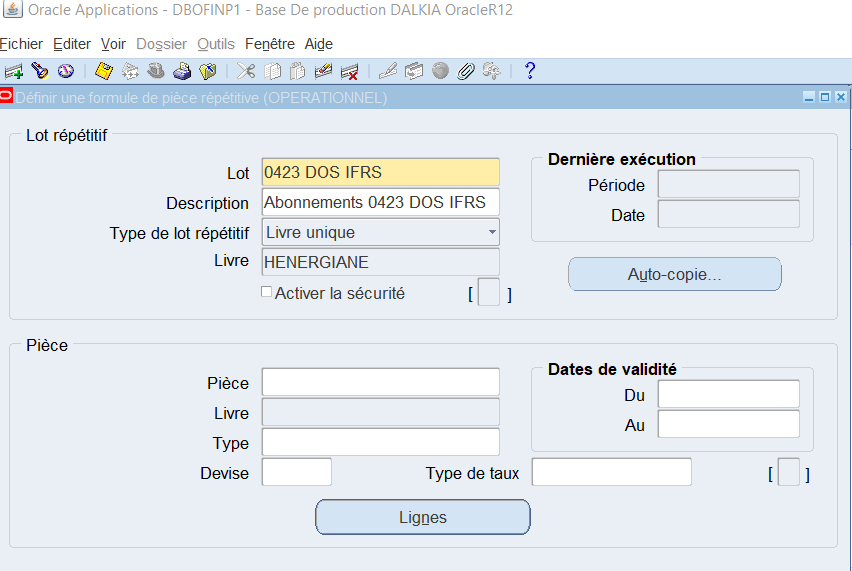 Oracle Applications - DBOFINP1 - Base De production DALKIA OracleR12
Fichier Editer Voir Dossier Outils Fenêtre Aide
Définir une formule de pièce répétitive (OPERATIONNEL)
Lot répétitif
Lot 0423 DOS IFRS
Description Abonnements 0423 DOS IFRS
Type de lot répétitif Livre unique
Livre HENERGIANE
Activer la sécurité [ ]
Dernière exécution
Période
Date
Auto-copie...
Pièce
Pièce
Livre
Type
Devise
Type de taux [ ]
Dates de validité
Du
Au
Lignes